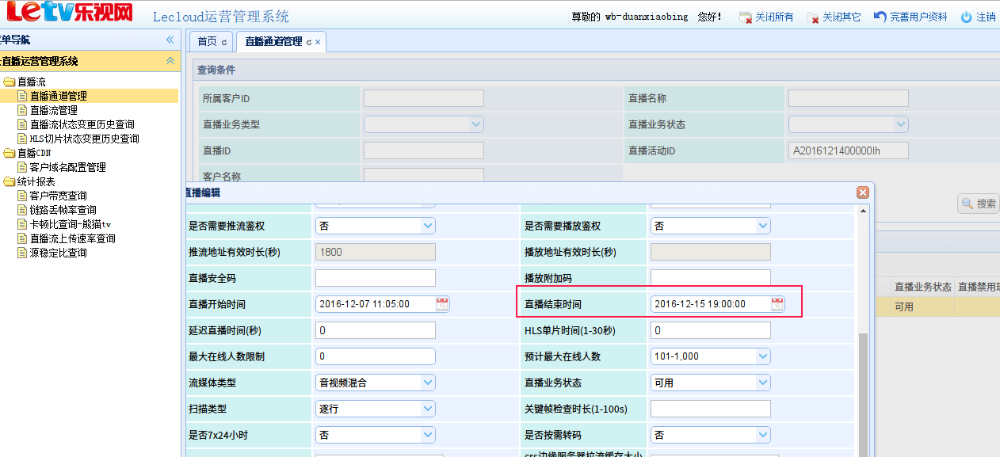 Letv乐视网 Lecloud运营管理系统 尊敬的 wb-duanxiaobing 您好! 关闭所有 关闭其它 完善用户资料 注销
单导航
首页 直播通道管理
直播运营管理系统
直播流
直播通道管理
直播流管理
直播流状态变更历史查询
HLS切片状态变更历史查询
直播CDN
客户域名配置管理
统计报表
客户带宽查询
链路丢帧率查询
卡顿比查询-熊猫tv
直播流上传速率查询
源稳定比查询
查询条件
所属客户ID 直播名称
直播业务类型 直播业务状态
直播ID 直播活动ID A2016121400000lh
客户名称
搜索
直播业务状态 直播禁用
可用
直播编辑
是否需要推流鉴权 否 是否需要播放鉴权 否
推流地址有效时长(秒) 1800 播放地址有效时长(秒)
直播安全码 播放附加码
直播开始时间 2016-12-07 11:05:00 直播结束时间 2016-12-15 19:00:00
延迟直播时间(秒) 0 HLS单片时间(1-30秒) 0
最大在线人数限制 0 预计最大在线人数 101-1,000
流媒体类型 音视频混合 直播业务状态 可用
扫描类型 逐行 关键帧检查时长(1-100s)
是否7x24小时 否 是否按需转码 否
crs边缘服务器拉流缓存大小